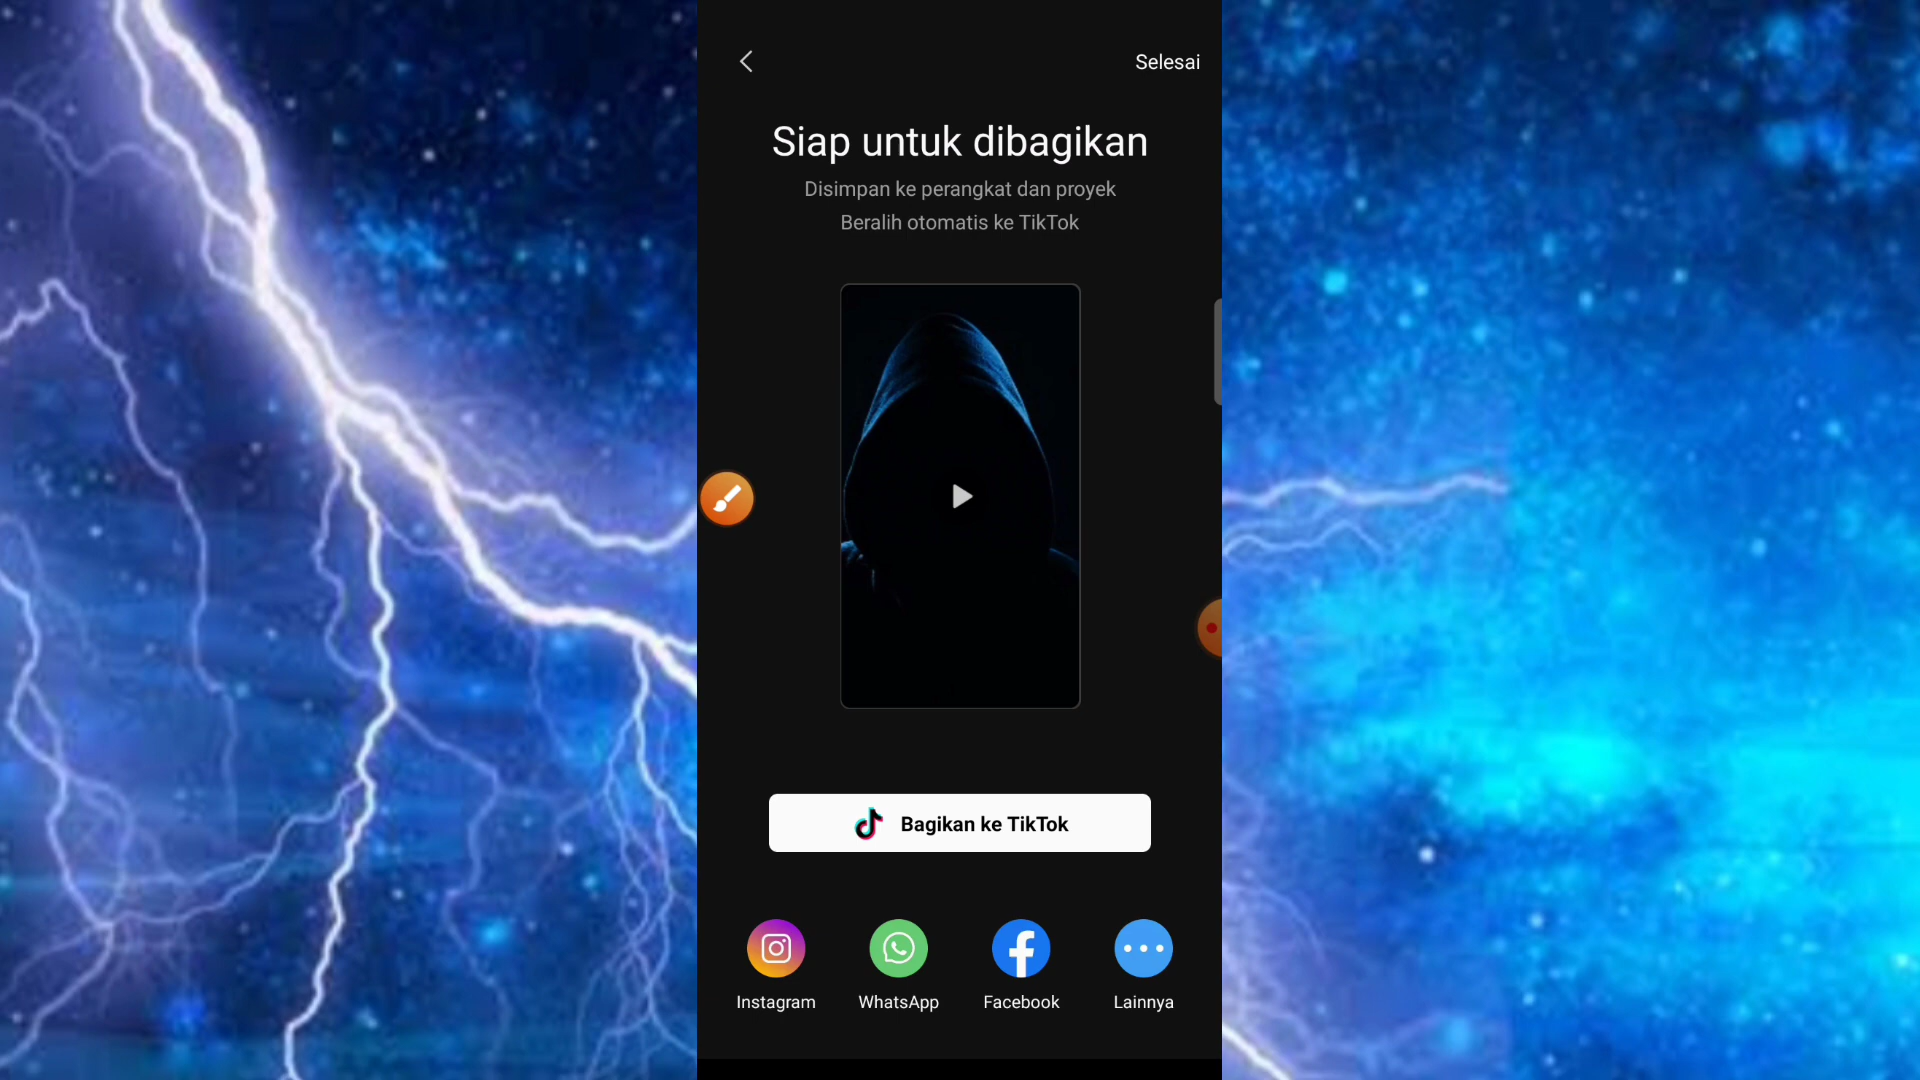 Selesai
Siap untuk dibagikan
Disimpan ke perangkat dan proyek
Beralih otomatis ke TikTok
Bagikan ke TikTok
Instagram
WhatsApp
Facebook
Lainnya